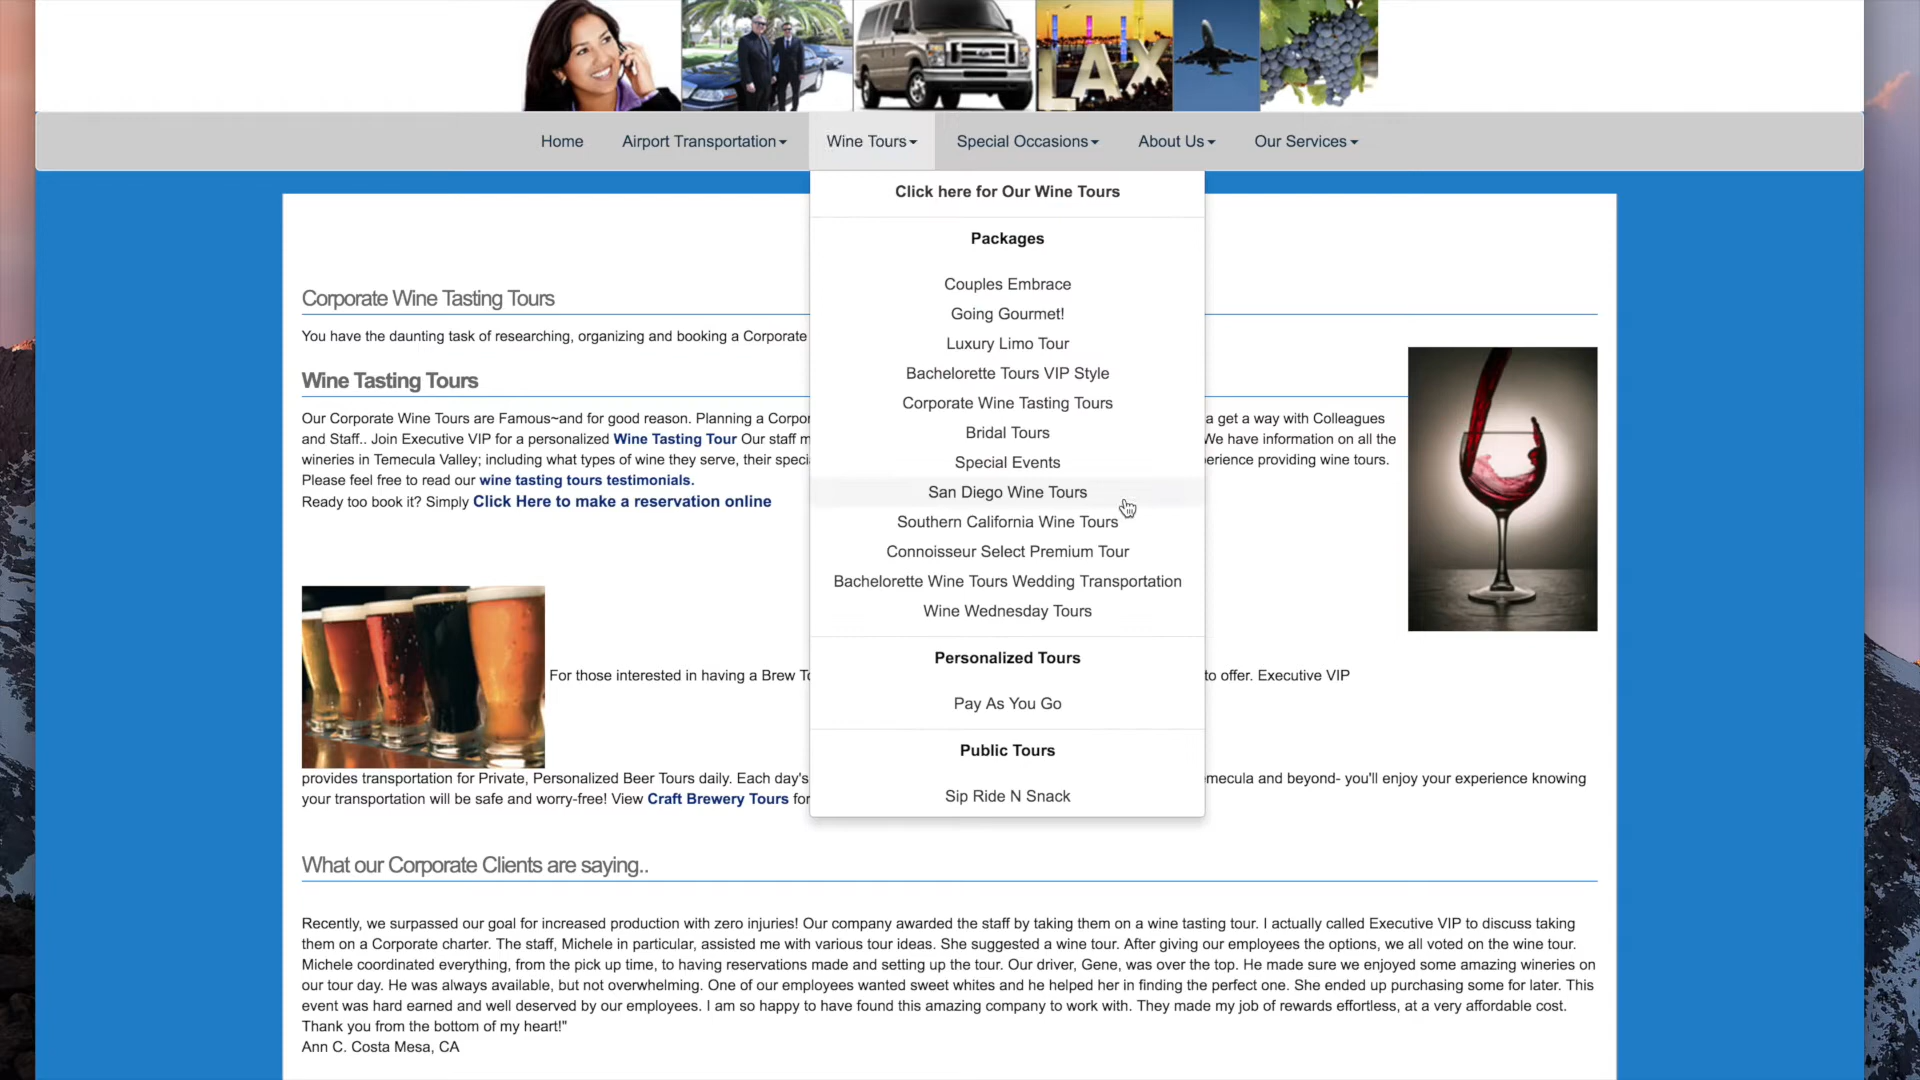 LAX
Home
Airport Transportation
Wine Tours
Special Occasions
About Us
Our Services
Click here for Our Wine Tours
Packages
Couples Embrace
Going Gourmet!
Luxury Limo Tour
Bachelorette Tours VIP Style
Corporate Wine Tasting Tours
Bridal Tours
Special Events
San Diego Wine Tours
Southern California Wine Tours
Connoisseur Select Premium Tour
Bachelorette Wine Tours Wedding Transportation
Wine Wednesday Tours
Personalized Tours
Pay As You Go
Public Tours
Sip Ride N Snack
Corporate Wine Tasting Tours
You have the daunting task of researching, organizing and booking a Corporate
Wine Tasting Tours
Our Corporate Wine Tours are Famous~and for good reason. Planning a Corpor a get a way with Colleagues
and Staff.. Join Executive VIP for a personalized Wine Tasting Tour Our staff m We have information on all the
wineries in Temecula Valley; including what types of wine they serve, their speci erience providing wine tours.
Please feel free to read our wine tasting tours testimonials.
Ready too book it? Simply Click Here to make a reservation online
For those interested in having a Brew To to offer. Executive VIP
provides transportation for Private, Personalized Beer Tours daily. Each day's emecula and beyond- you'll enjoy your experience knowing
your transportation will be safe and worry-free! View Craft Brewery Tours for
What our Corporate Clients are saying..
Recently, we surpassed our goal for increased production with zero injuries! Our company awarded the staff by taking them on a wine tasting tour. I actually called Executive VIP to discuss taking
them on a Corporate charter. The staff, Michele in particular, assisted me with various tour ideas. She suggested a wine tour. After giving our employees the options, we all voted on the wine tour.
Michele coordinated everything, from the pick up time, to having reservations made and setting up the tour. Our driver, Gene, was over the top. He made sure we enjoyed some amazing wineries on
our tour day. He was always available, but not overwhelming. One of our employees wanted sweet whites and he helped her in finding the perfect one. She ended up purchasing some for later. This
event was hard earned and well deserved by our employees. I am so happy to have found this amazing company to work with. They made my job of rewards effortless, at a very affordable cost.
Thank you from the bottom of my heart!"
Ann C. Costa Mesa, CA